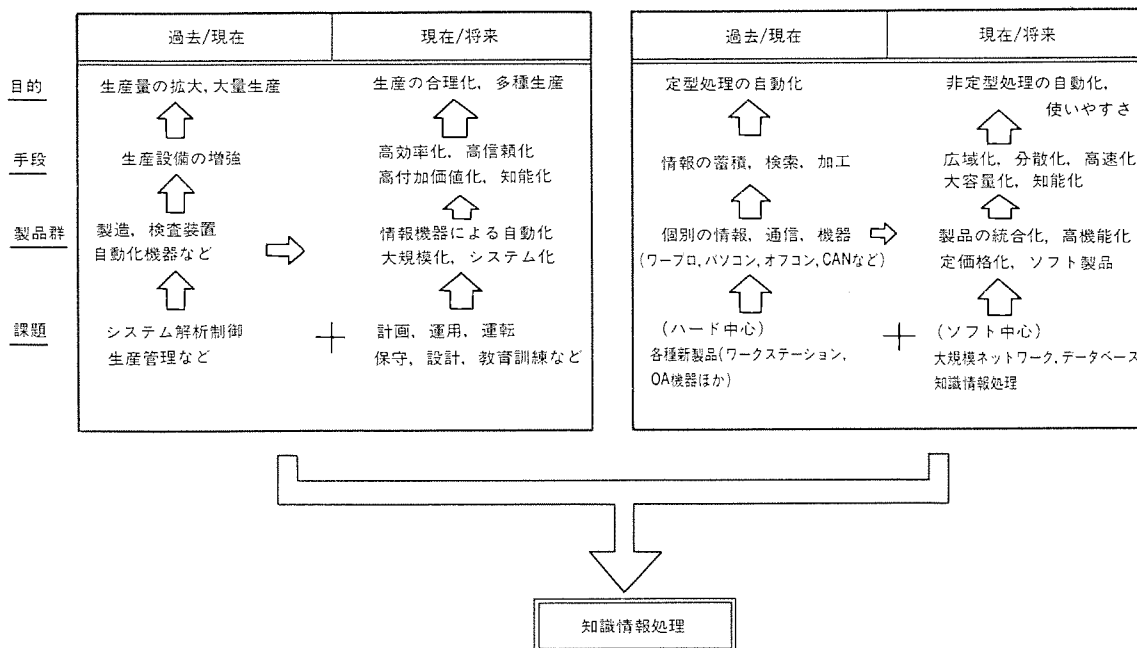 過去/現在
現在/将来
過去/現在
現在/将来
目的
生産量の拡大,大量生産
生産の合理化,多種生産
定型処理の自動化
非定型処理の自動化,
使いやすさ
手段
生産設備の増強
高効率化,高信頼化
高付加価値化,知能化
情報の蓄積,検索,加工
広域化,分散化,高速化
大容量化,知能化
製品群
製造,検査装置
自動化機器など
情報機器による自動化
大規模化,システム化
個別の情報,通信,機器
(ワープロ,パソコン,オフコン,CANなど)
製品の統合化,高機能化
定価格化,ソフト製品
課題
システム解析制御
生産管理など
+
計画,運用,運転
保守,設計,教育訓練など
(ハード中心)
各種新製品(ワークステーション,
OA機器ほか)
+
(ソフト中心)
大規模ネットワーク,データベース
知識情報処理
知識情報処理